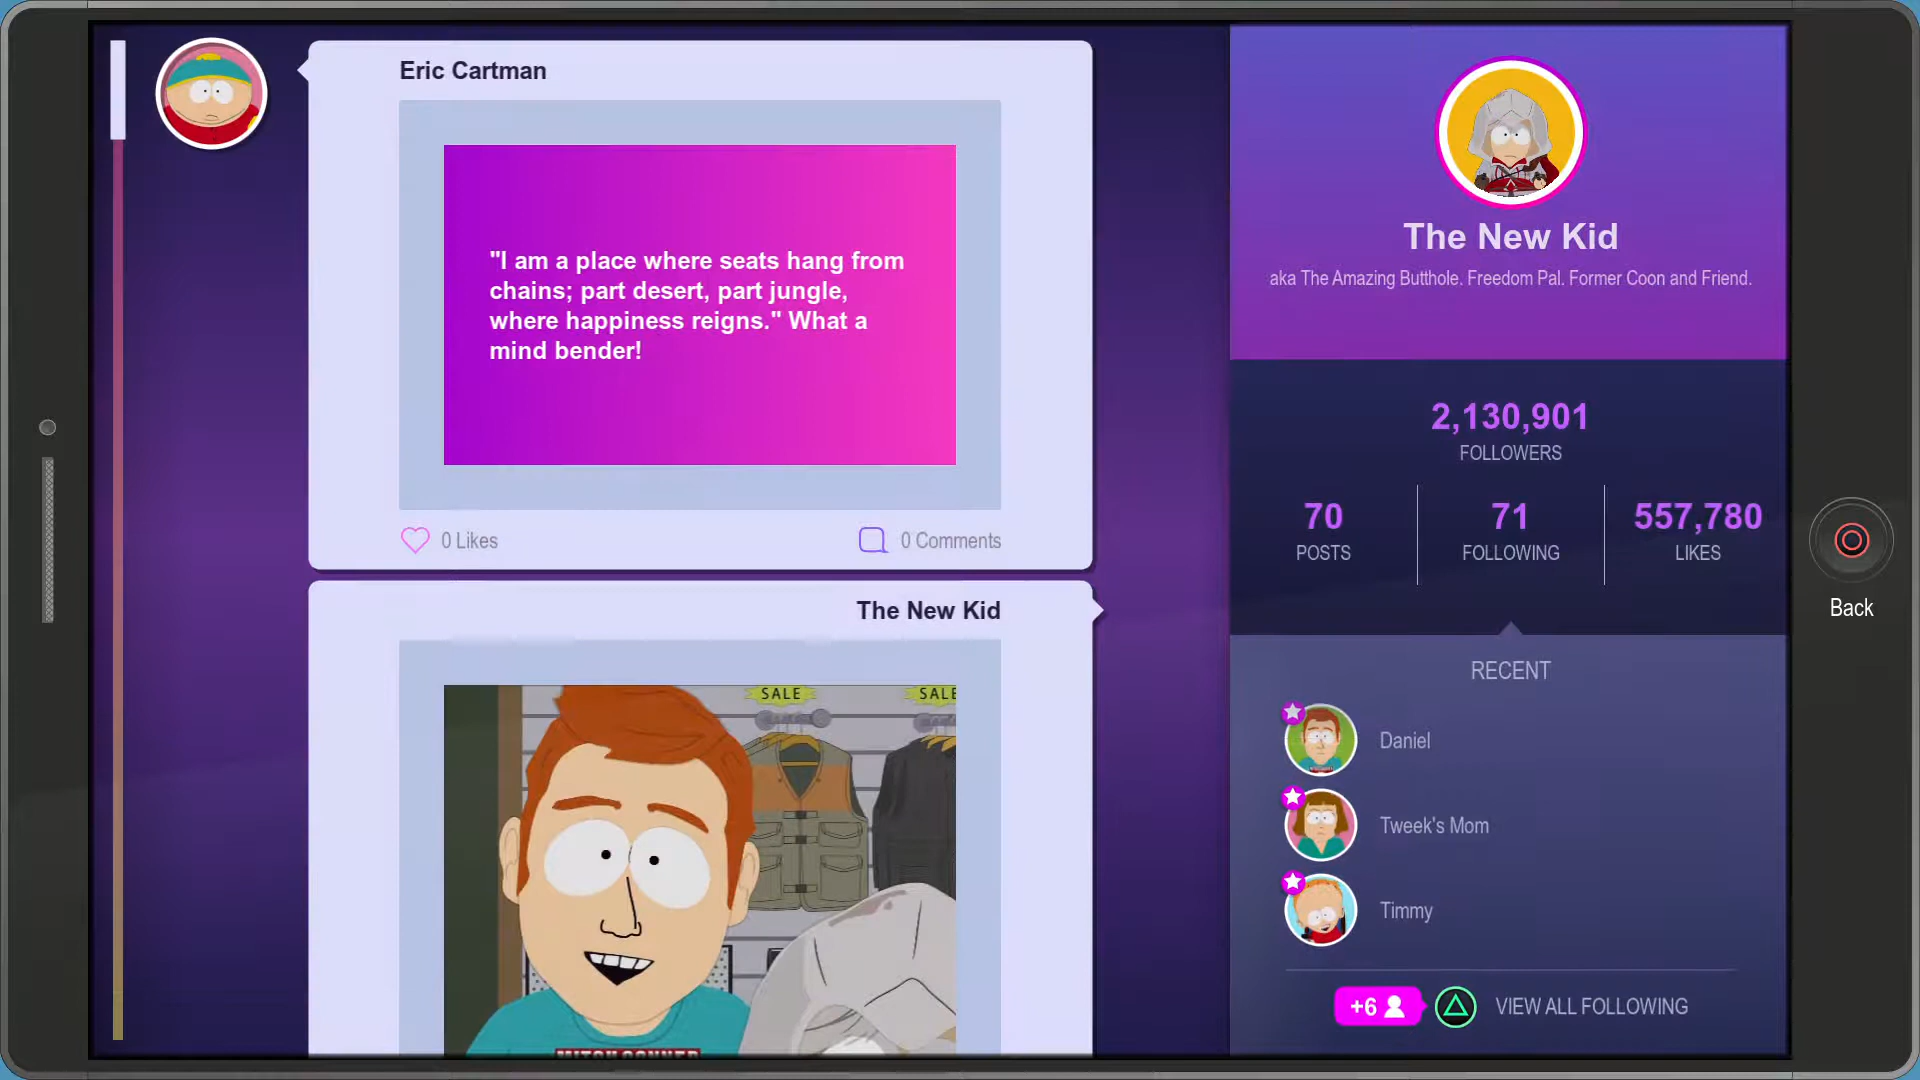 Eric Cartman
"I am a place where seats hang from
chains; part desert, part jungle,
where happiness reigns." What a
mind bender!
0 Likes
0 Comments
The New Kid
SALE
SALE
MITCH CONNER
The New Kid
aka The Amazing Butthole. Freedom Pal. Former Coon and Friend.
2,130,901
FOLLOWERS
70
POSTS
71
FOLLOWING
557,780
LIKES
RECENT
Daniel
Tweek's Mom
Timmy
+6
VIEW ALL FOLLOWING
Back